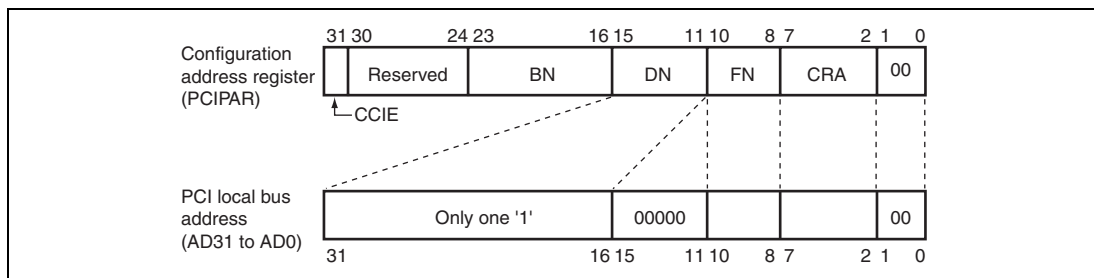 31 30 24 23 16 15 11 10 8 7 2 1 0
Configuration
address register
(PCIPAR)
Reserved BN DN FN CRA 00
CCIE
PCI local bus
address
(AD31 to AD0)
Only one '1' 00000 00
31 16 15 11 10 8 7 2 1 0